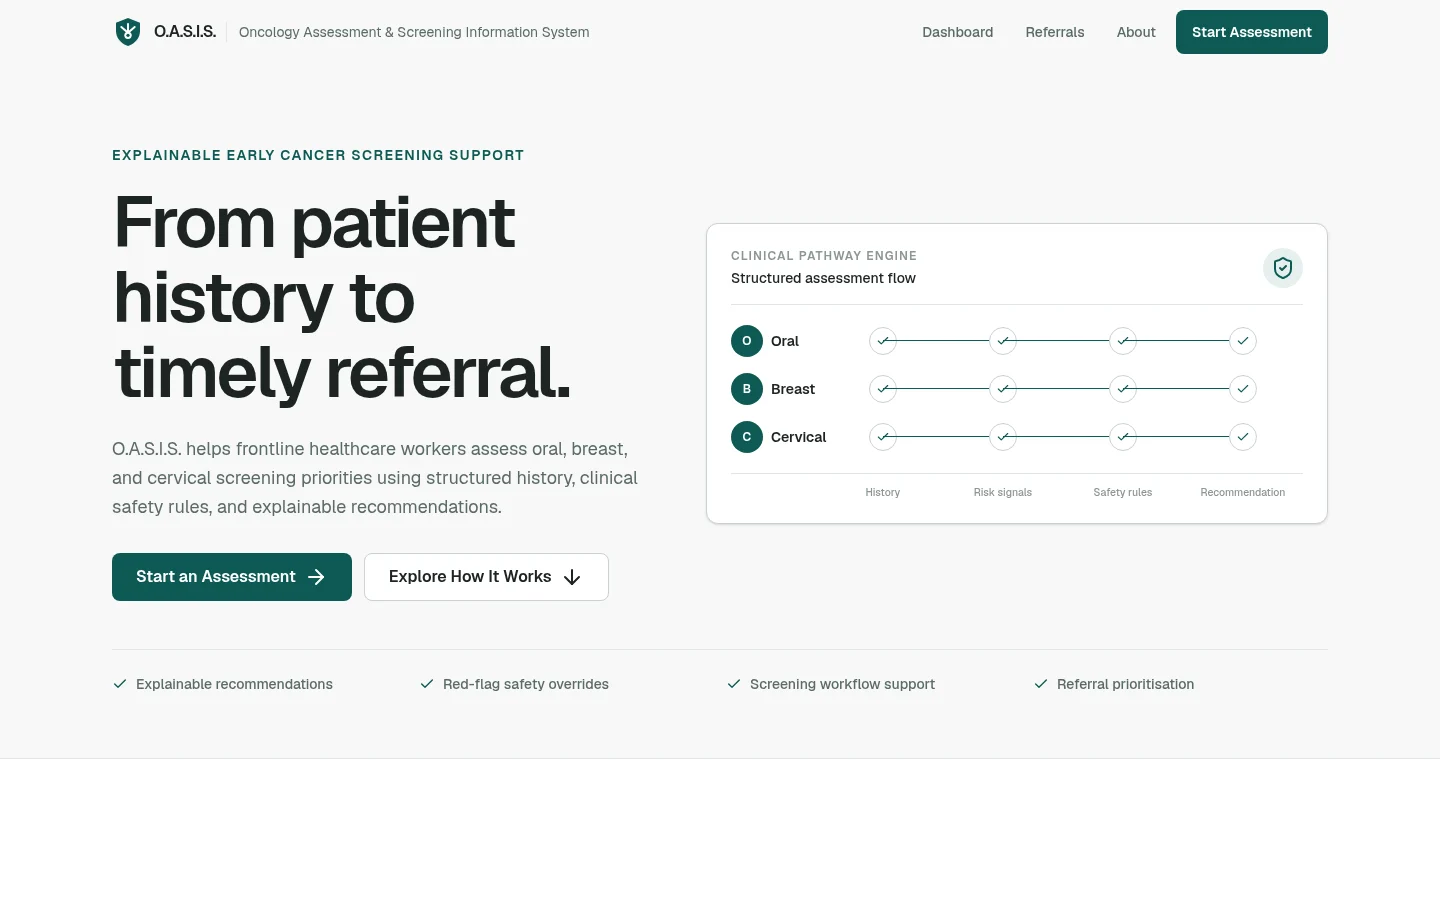 O.A.S.I.S.
Oncology Assessment & Screening Information System
Dashboard
Referrals
About
Start Assessment
EXPLAINABLE EARLY CANCER SCREENING SUPPORT
From patient
history to
timely referral.
O.A.S.I.S. helps frontline healthcare workers assess oral, breast,
and cervical screening priorities using structured history, clinical
safety rules, and explainable recommendations.
Start an Assessment
Explore How It Works
CLINICAL PATHWAY ENGINE
Structured assessment flow
O Oral
B Breast
C Cervical
History
Risk signals
Safety rules
Recommendation
Explainable recommendations
Red-flag safety overrides
Screening workflow support
Referral prioritisation